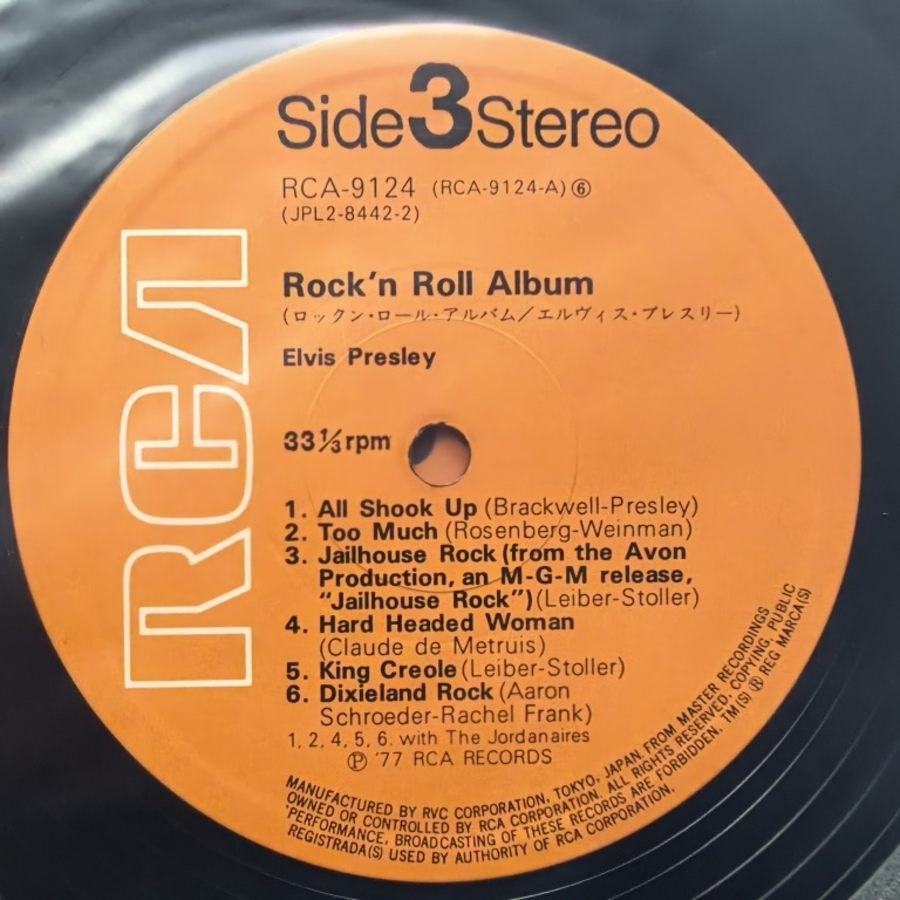 Side 3 Stereo
RCA-9124 (RCA-9124-A)⑥
(JPL2-8442-2)
RCA
Rock'n Roll Album
(ロックン・ロール・アルバム/エルヴィス・プレスリー)
Elvis Presley
33⅓rpm
1. All Shook Up (Brackwell-Presley)
2. Too Much (Rosenberg-Weinman)
3. Jailhouse Rock (from the Avon
Production, an M-G-M release,
"Jailhouse Rock")(Leiber-Stoller)
4. Hard Headed Woman
(Claude de Metruis)
5. King Creole (Leiber-Stoller)
6. Dixieland Rock (Aaron
Schroeder-Rachel Frank)
1, 2, 4, 5, 6. with The Jordanaires
Ⓟ '77 RCA RECORDS
MANUFACTURED BY RVC CORPORATION, TOKYO, JAPAN, FROM MASTER RECORDINGS
OWNED OR CONTROLLED BY RCA CORPORATION. ALL RIGHTS RESERVED. COPYING, PUBLIC
PERFORMANCE, BROADCASTING OF THESE RECORDS ARE FORBIDDEN. TM(S) ® REG MARCA(S)
REGISTRADA(S) USED BY AUTHORITY OF RCA CORPORATION.